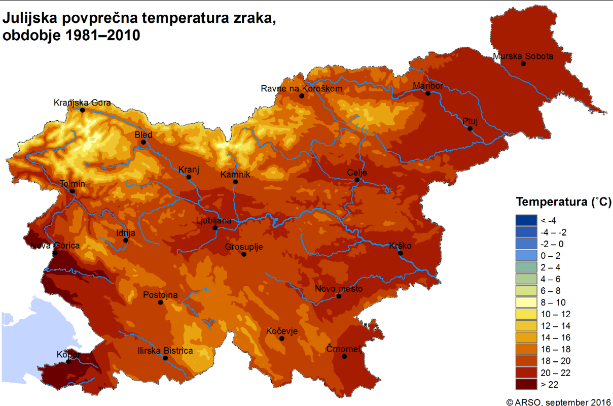 Julijska povprečna temperatura zraka,
obdobje 1981–2010
Murska Sobota
Maribor
Ravne na Koroškem
Kranjska Gora
Ptuj
Bled
Kranj
Kamnik
Celje
Tolmin
Ljubljana
Idrija
Nova Gorica
Grosuplje
Krško
Novo mesto
Postojna
Kočevje
Črnomelj
Ilirska Bistrica
Koper
Temperatura (°C)
< -4
-4 – -2
-2 – 0
0 – 2
2 – 4
4 – 6
6 – 8
8 – 10
10 – 12
12 – 14
14 – 16
16 – 18
18 – 20
20 – 22
> 22
© ARSO, september 2016